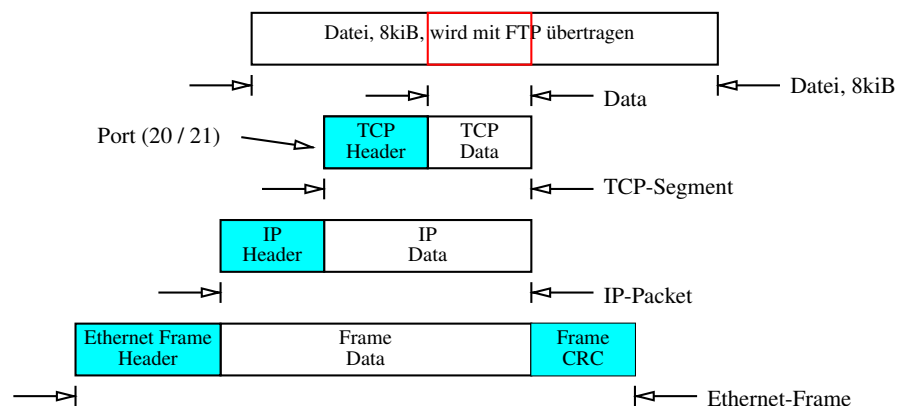 Datei, 8kiB, wird mit FTP übertragen
Datei, 8kiB
Data
Port (20 / 21)
TCP
Header
TCP
Data
TCP-Segment
IP
Header
IP
Data
IP-Packet
Ethernet Frame
Header
Frame
Data
Frame
CRC
Ethernet-Frame